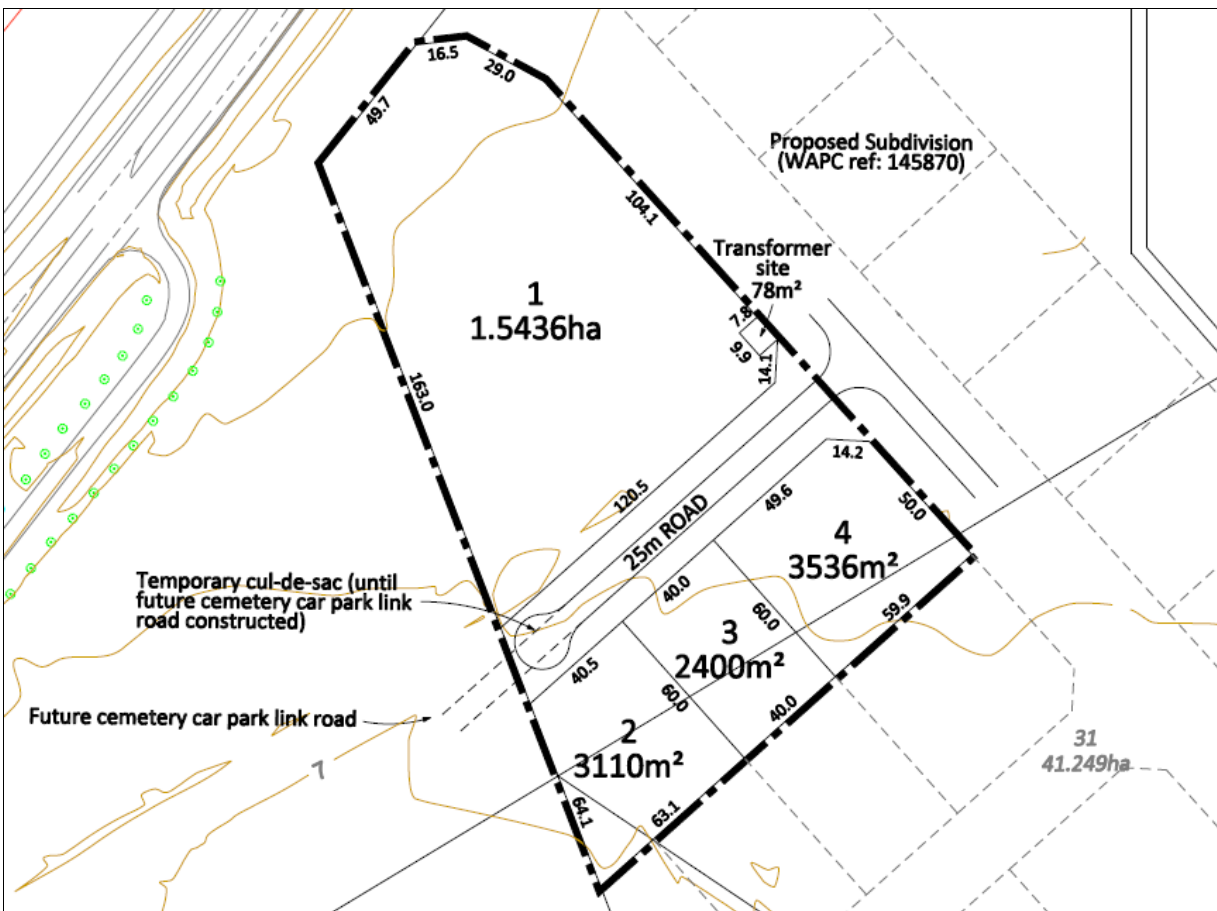 16.5
29.0
49.7
Proposed Subdivision
(WAPC ref: 145870)
104.1
Transformer
site
78m²
1
1.5436ha
7.8
9.9
14.1
163.0
14.2
120.5
49.6
50.0
25m ROAD
4
3536m²
Temporary cul-de-sac (until
future cemetery car park link
road constructed)
40.0
60.0
59.9
3
2400m²
40.5
60.0
40.0
Future cemetery car park link road
2
3110m²
31
41.249ha
7
64.1
63.1